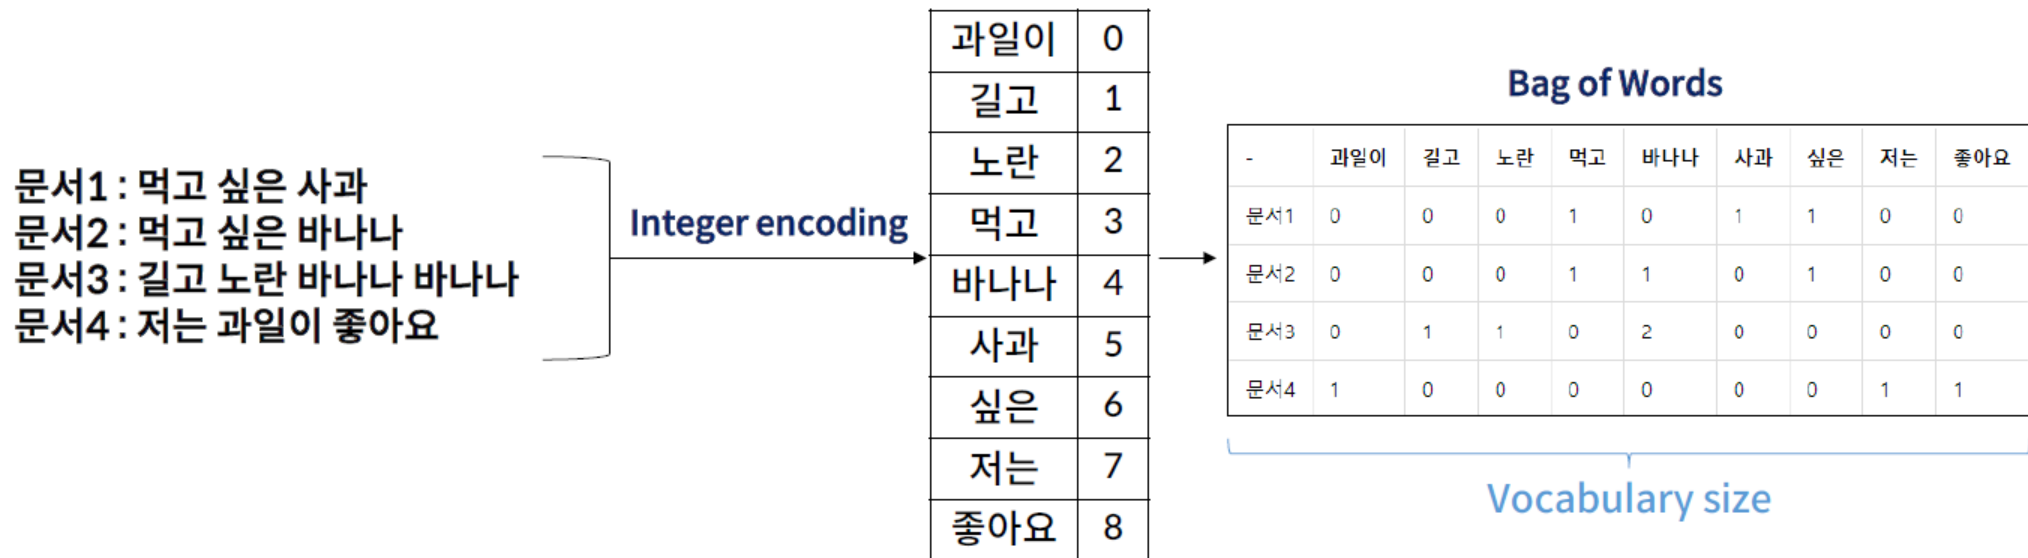 문서1 : 먹고 싶은 사과
문서2 : 먹고 싶은 바나나
문서3 : 길고 노란 바나나 바나나
문서4 : 저는 과일이 좋아요
Integer encoding
과일이 0
길고 1
노란 2
먹고 3
바나나 4
사과 5
싶은 6
저는 7
좋아요 8
Bag of Words
- 과일이 길고 노란 먹고 바나나 사과 싶은 저는 좋아요
문서1 0 0 0 1 0 1 1 0 0
문서2 0 0 0 1 1 0 1 0 0
문서3 0 1 1 0 2 0 0 0 0
문서4 1 0 0 0 0 0 0 1 1
Vocabulary size